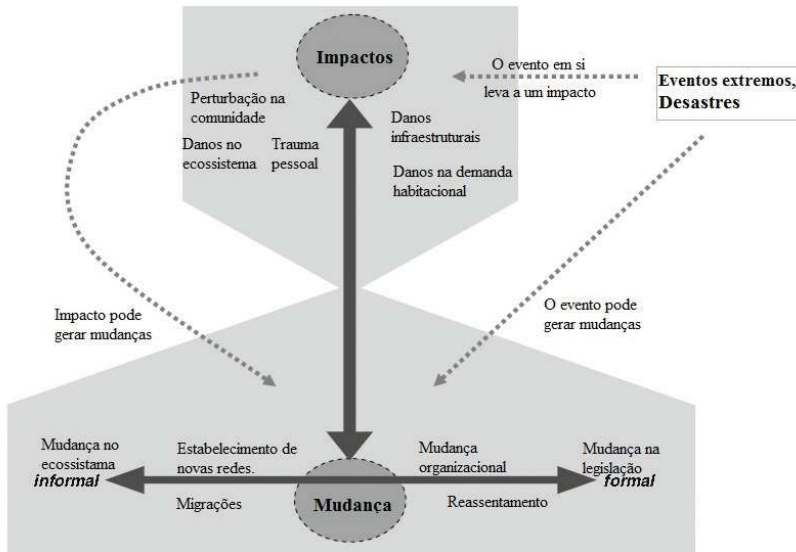 Impactos
O evento em si
leva a um impacto
Eventos extremos,
Desastres
Perturbação na
comunidade
Danos no
ecossistema
Trauma
pessoal
Danos
infraestruturais
Danos na demanda
habitacional
Impacto pode
gerar mudanças
O evento pode
gerar mudanças
Mudança no
ecossistama
informal
Estabelecimento de
novas redes.
Migrações
Mudança
Mudança
organizacional
Reassentamento
Mudança na
legislação
formal